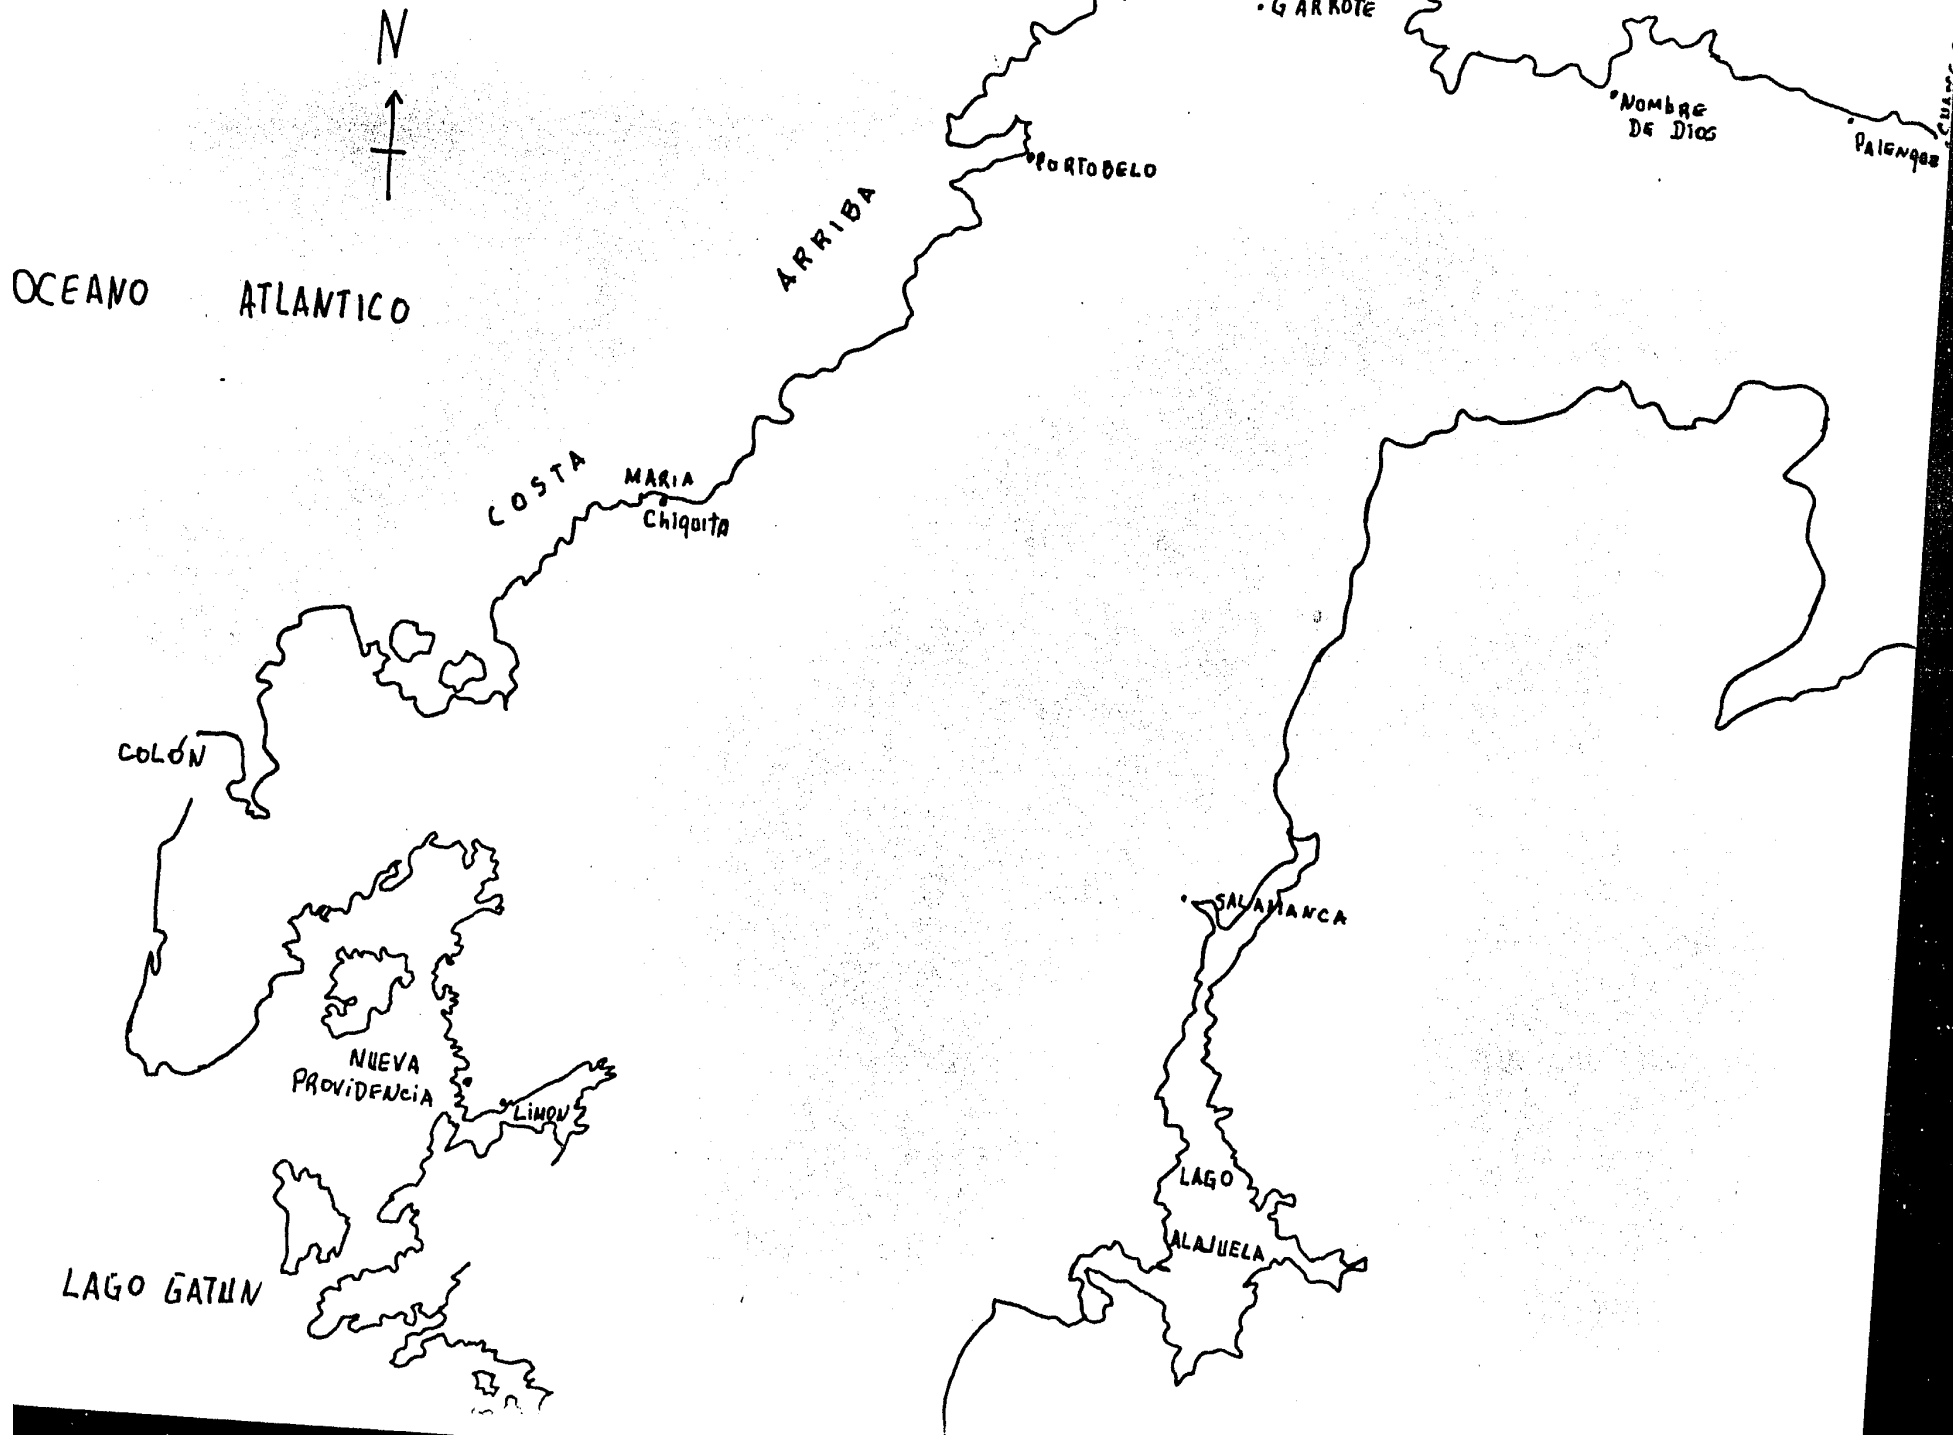 N
.GARROTE
NOMBRE
DE DIOS
PALENQUE
PORTOBELO
ARRIBA
OCEANO ATLANTICO
COSTA
MARIA
Chiquita
COLÓN
SALAMANCA
NUEVA
PROVIDENCIA
LIMON
LAGO
ALAJUELA
LAGO GATUN